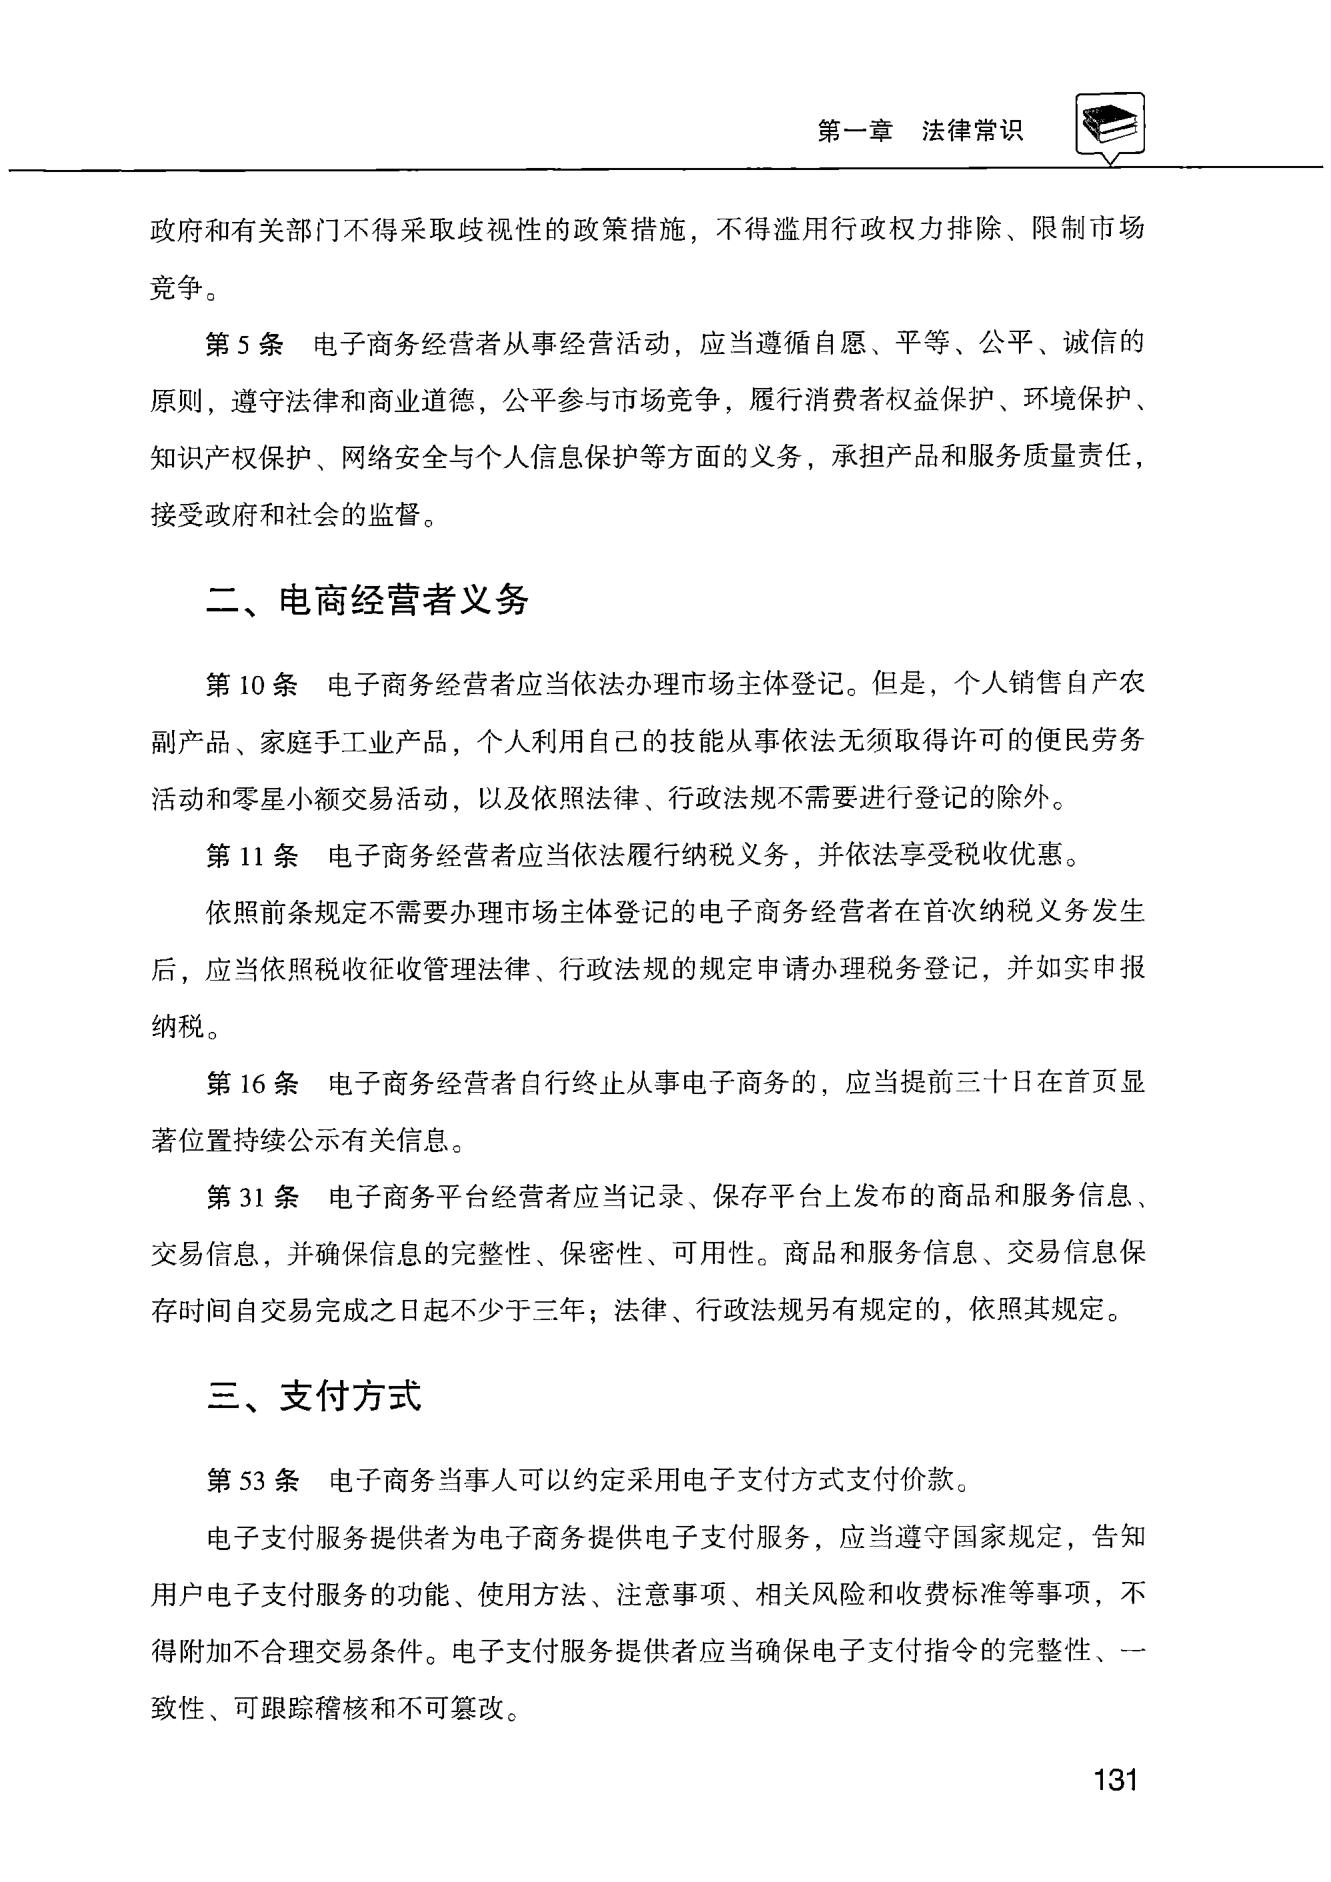 第一章 法律常识
政府和有关部门不得采取歧视性的政策措施，不得滥用行政权力排除、限制市场
竞争。
第 5 条 电子商务经营者从事经营活动，应当遵循自愿、平等、公平、诚信的
原则，遵守法律和商业道德，公平参与市场竞争，履行消费者权益保护、环境保护、
知识产权保护、网络安全与个人信息保护等方面的义务，承担产品和服务质量责任，
接受政府和社会的监督。
二、电商经营者义务
第 10 条 电子商务经营者应当依法办理市场主体登记。但是，个人销售自产农
副产品、家庭手工业产品，个人利用自己的技能从事依法无须取得许可的便民劳务
活动和零星小额交易活动，以及依照法律、行政法规不需要进行登记的除外。
第 11 条 电子商务经营者应当依法履行纳税义务，并依法享受税收优惠。
依照前条规定不需要办理市场主体登记的电子商务经营者在首次纳税义务发生
后，应当依照税收征收管理法律、行政法规的规定申请办理税务登记，并如实申报
纳税。
第 16 条 电子商务经营者自行终止从事电子商务的，应当提前三十日在首页显
著位置持续公示有关信息。
第 31 条 电子商务平台经营者应当记录、保存平台上发布的商品和服务信息、
交易信息，并确保信息的完整性、保密性、可用性。商品和服务信息、交易信息保
存时间自交易完成之日起不少于三年；法律、行政法规另有规定的，依照其规定。
三、支付方式
第 53 条 电子商务当事人可以约定采用电子支付方式支付价款。
电子支付服务提供者为电子商务提供电子支付服务，应当遵守国家规定，告知
用户电子支付服务的功能、使用方法、注意事项、相关风险和收费标准等事项，不
得附加不合理交易条件。电子支付服务提供者应当确保电子支付指令的完整性、一
致性、可跟踪稽核和不可篡改。
131